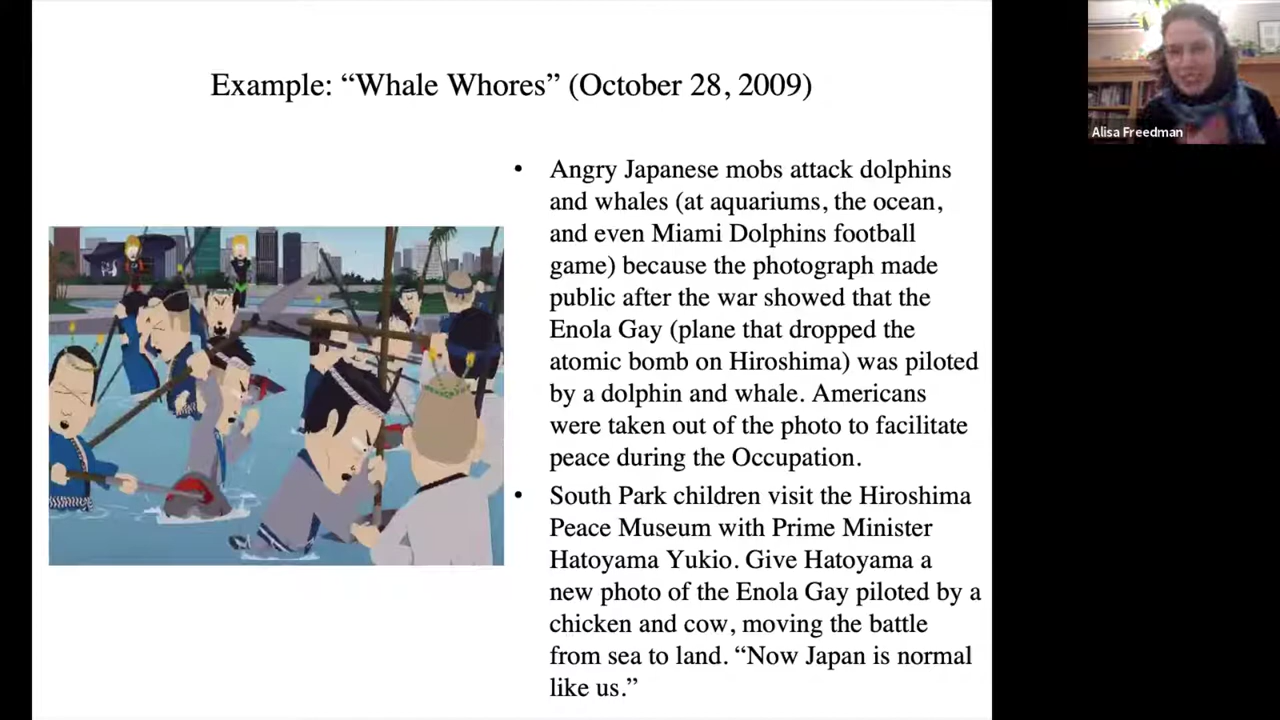 Example: “Whale Whores” (October 28, 2009)
Alisa Freedman
• Angry Japanese mobs attack dolphins
and whales (at aquariums, the ocean,
and even Miami Dolphins football
game) because the photograph made
public after the war showed that the
Enola Gay (plane that dropped the
atomic bomb on Hiroshima) was piloted
by a dolphin and whale. Americans
were taken out of the photo to facilitate
peace during the Occupation.
• South Park children visit the Hiroshima
Peace Museum with Prime Minister
Hatoyama Yukio. Give Hatoyama a
new photo of the Enola Gay piloted by a
chicken and cow, moving the battle
from sea to land. “Now Japan is normal
like us.”